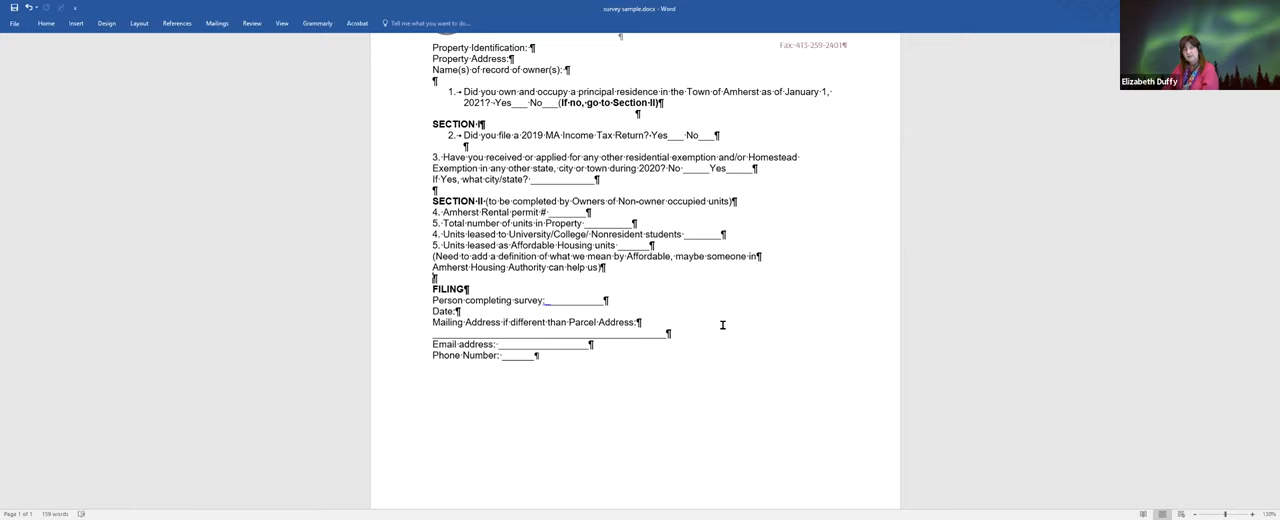 survey sample.docx - Word
File Home Insert Design Layout References Mailings Review View Grammarly Acrobat Tell me what you want to do...
Elizabeth Duffy
Fax: 413-259-2401¶
Property Identification: ¶
Property Address:¶
Name(s) of record of owner(s): ¶
¶
1. Did you own and occupy a principal residence in the Town of Amherst as of January 1,
2021? Yes___ No___(If no, go to Section II)¶
¶
SECTION I¶
2. Did you file a 2019 MA Income Tax Return? Yes___ No___¶
¶
3. Have you received or applied for any other residential exemption and/or Homestead
Exemption in any other state, city or town during 2020? No _____Yes_____¶
If Yes, what city/state? ____________¶
¶
SECTION II (to be completed by Owners of Non-owner occupied units)¶
4. Amherst Rental permit # _______¶
5. Total number of units in Property _________¶
4. Units leased to University/College/ Nonresident students _______¶
5. Units leased as Affordable Housing units ______¶
(Need to add a definition of what we mean by Affordable, maybe someone in¶
Amherst Housing Authority can help us)¶
¶
FILING¶
Person completing survey:___________¶
Date:¶
Mailing Address if different than Parcel Address:¶
____________________________________________¶
Email address: _________________¶
Phone Number: ______¶
Page 1 of 1 159 words
130%